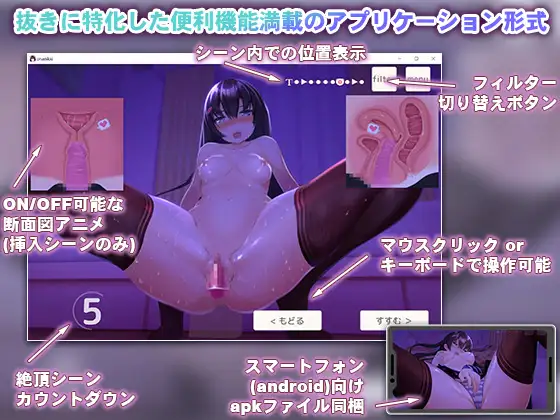 抜きに特化した便利機能満載のアプリケーション形式
シーン内での位置表示
menu
フィルター
切り替えボタン
ON/OFF可能な
断面図アニメ
(挿入シーンのみ)
マウスクリック or
キーボードで操作可能
5
< もどる
すすむ >
絶頂シーン
カウントダウン
スマートフォン
(android)向け
apkファイル同梱